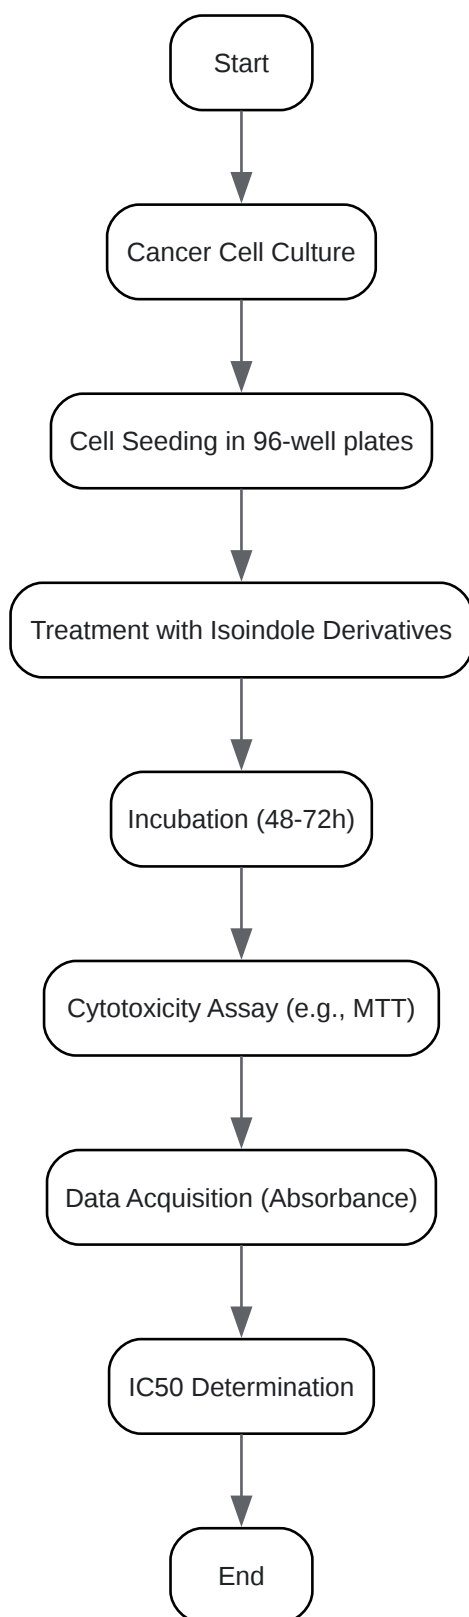 Start
Cancer Cell Culture
Cell Seeding in 96-well plates
Treatment with Isoindole Derivatives
Incubation (48-72h)
Cytotoxicity Assay (e.g., MTT)
Data Acquisition (Absorbance)
IC50 Determination
End